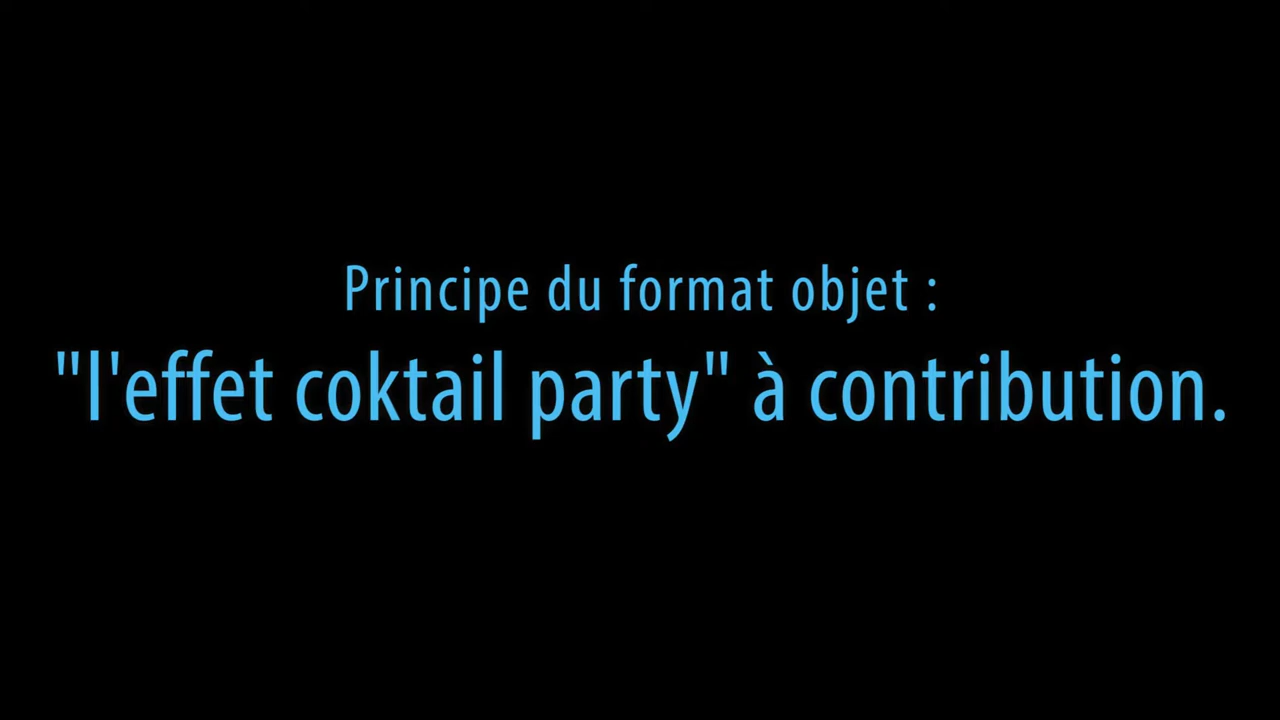 Principe du format objet :
"l'effet coktail party" à contribution.